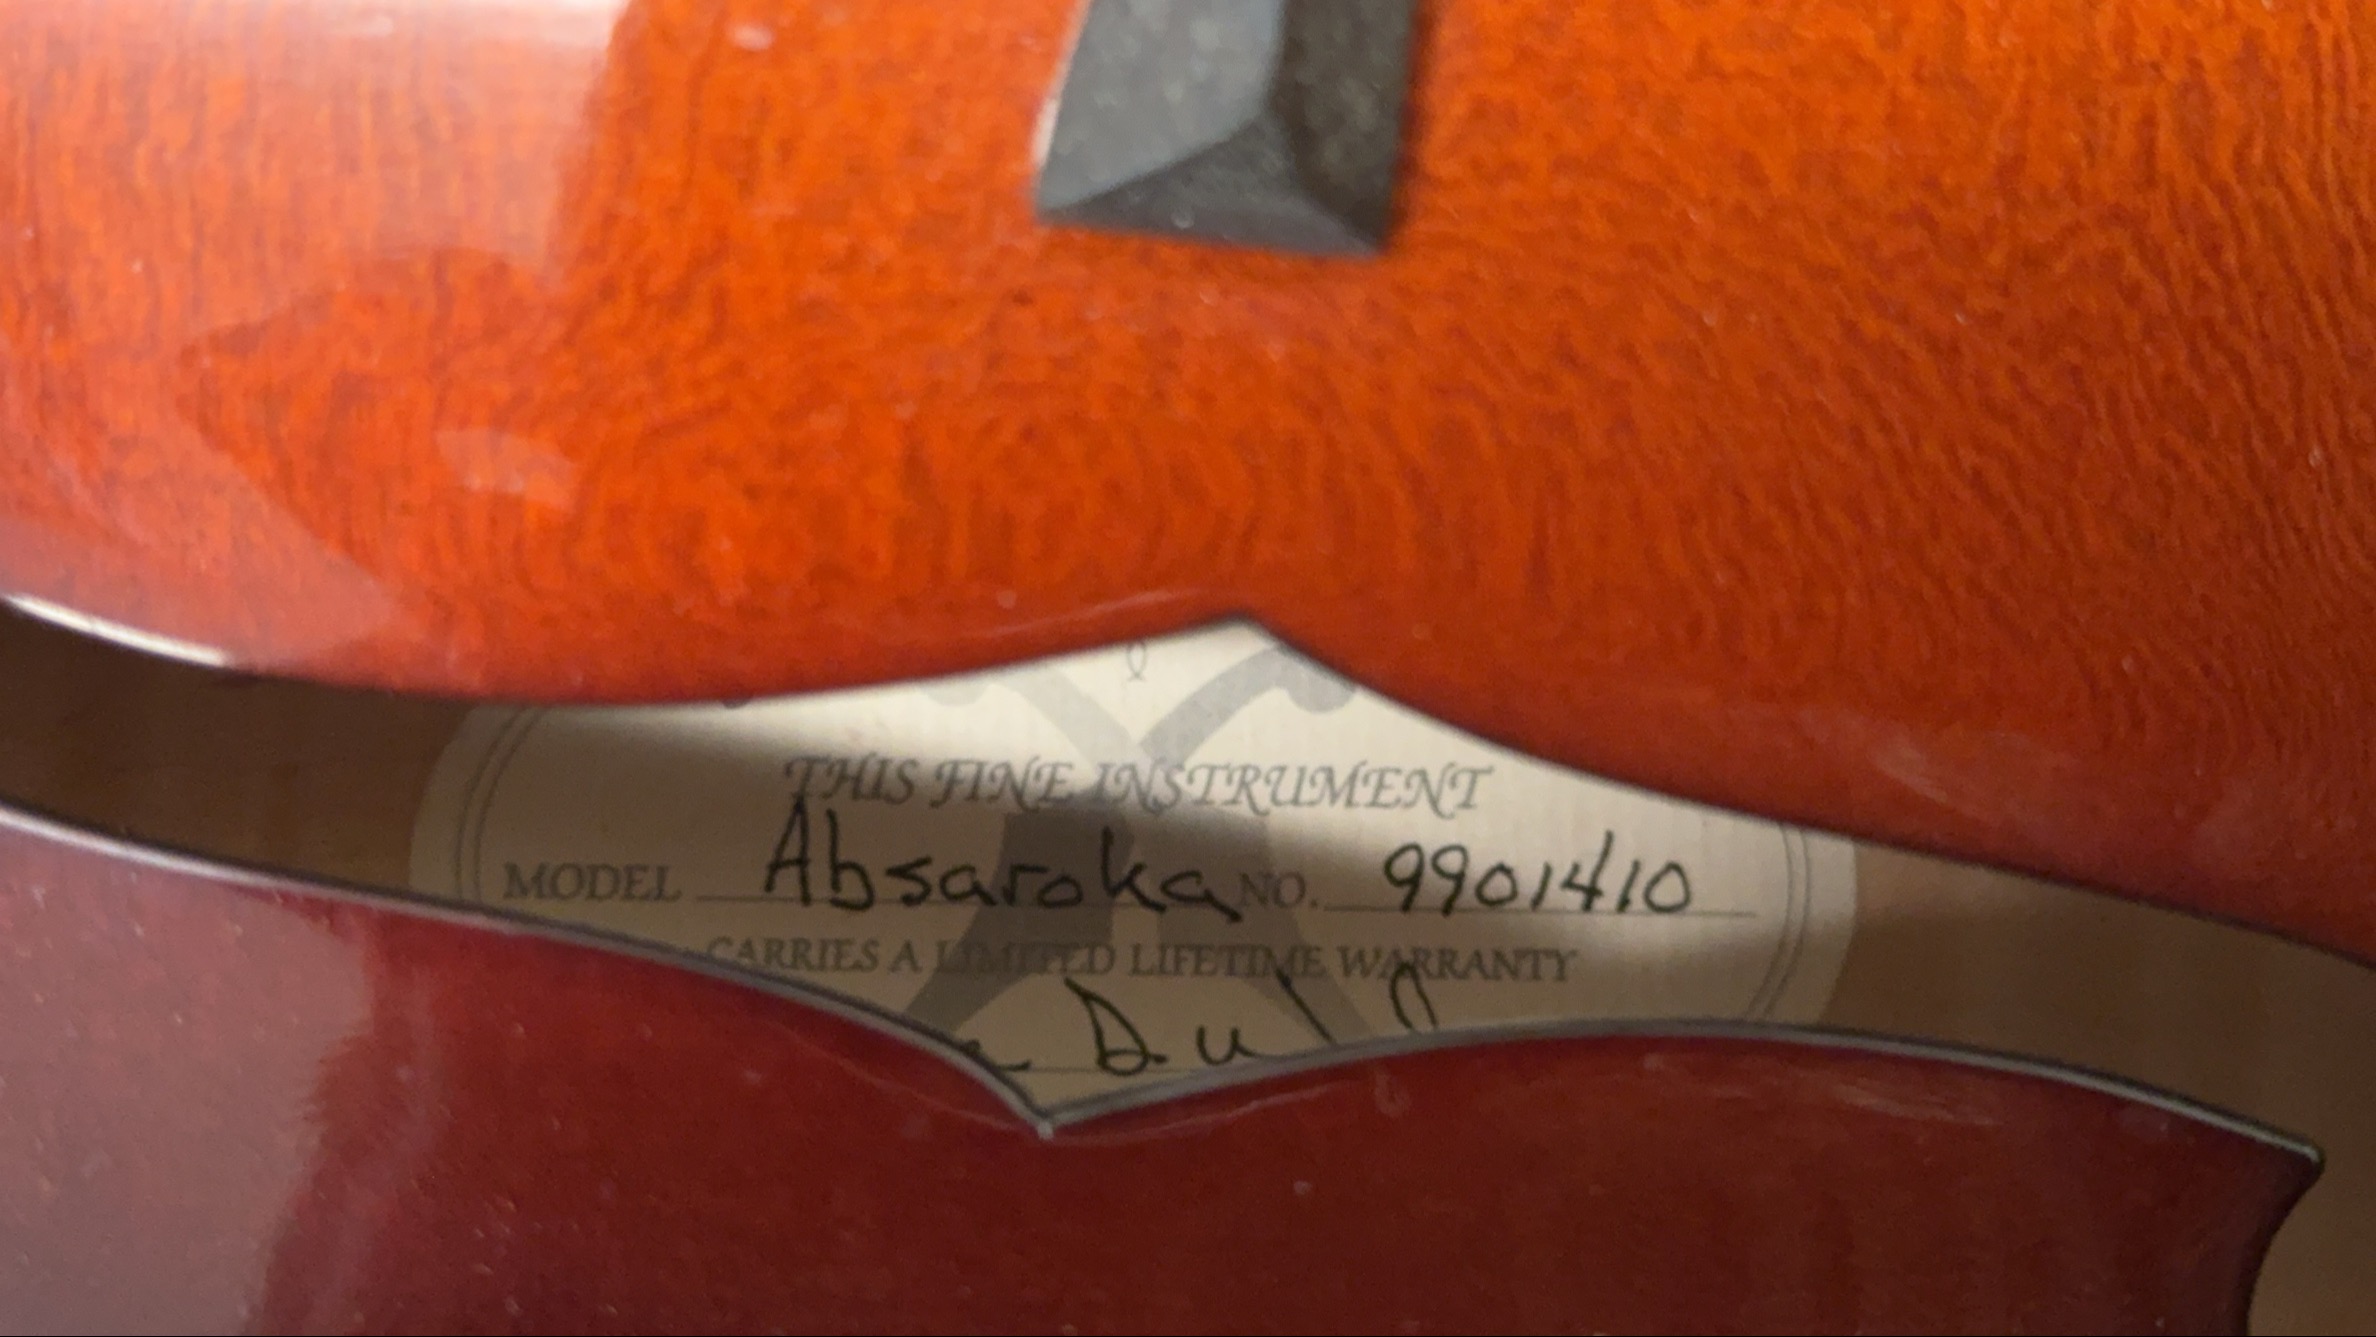 THIS FINE INSTRUMENT
MODEL Absaroka NO. 9901410
CARRIES A LIMITED LIFETIME WARRANTY